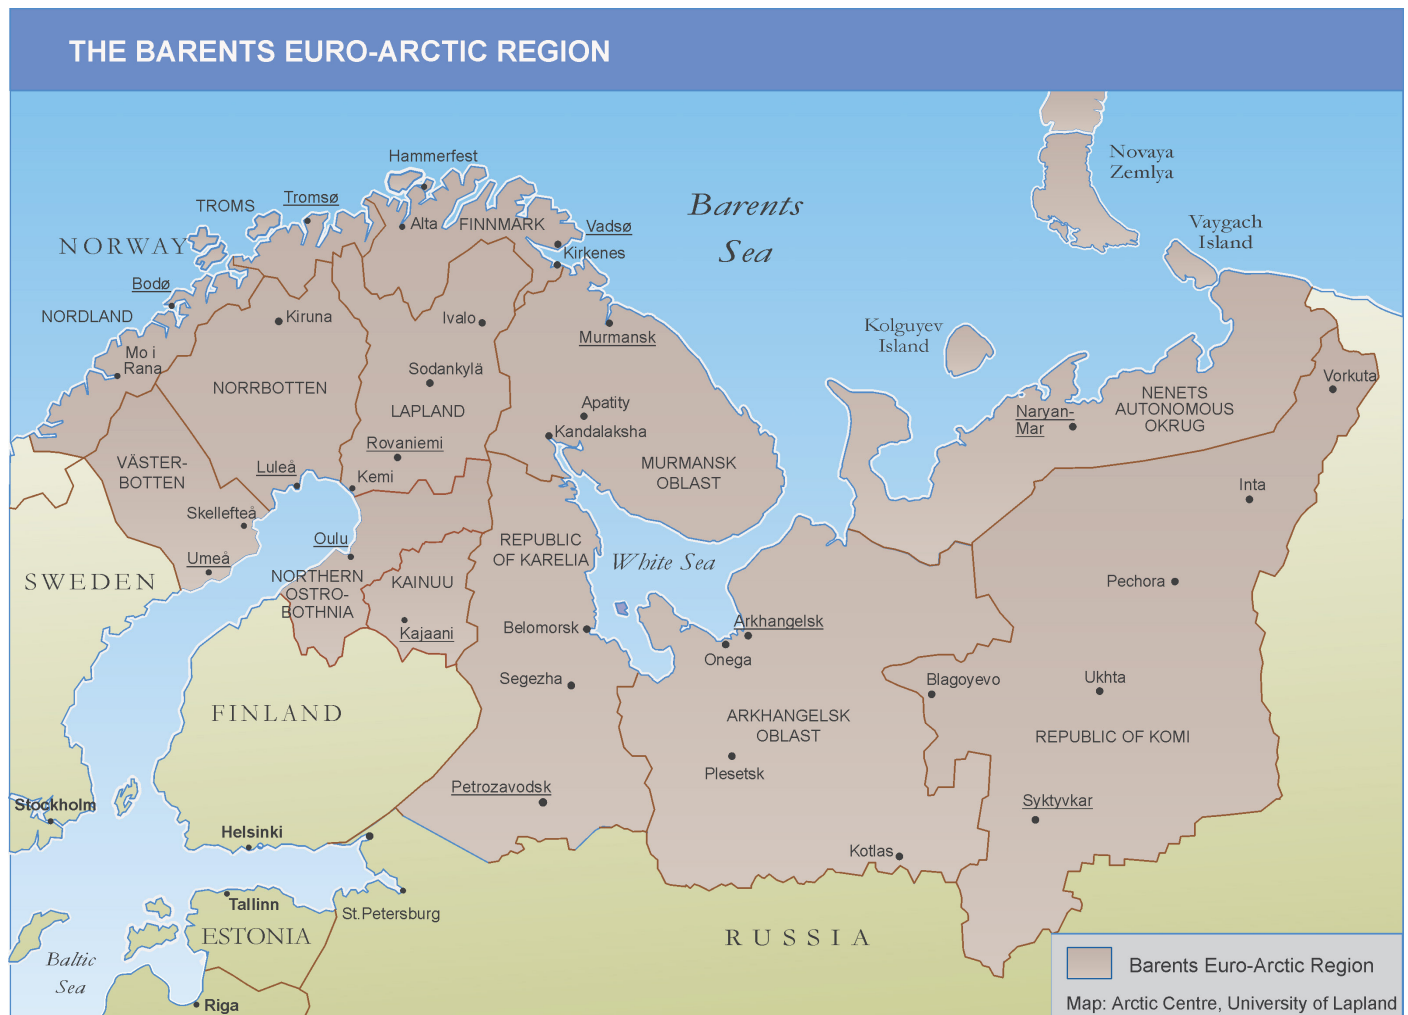 THE BARENTS EURO-ARCTIC REGION
Hammerfest
Novaya
Zemlya
TROMS
Tromsø
Barents
Sea
Alta
FINNMARK
Vadsø
Vaygach
Island
NORWAY
Kirkenes
Bodø
NORDLAND
Kiruna
Ivalo
Murmansk
Kolguyev
Island
Mo i
Rana
NORRBOTTEN
Sodankylä
LAPLAND
Apatity
Kandalaksha
Naryan-
Mar
NENETS
AUTONOMOUS
OKRUG
Vorkuta
VÄSTER-
BOTTEN
Luleå
Rovaniemi
Kemi
MURMANSK
OBLAST
Inta
Skellefteå
Oulu
REPUBLIC
OF KARELIA
White Sea
Umeå
SWEDEN
NORTHERN
OSTRO-
BOTHNIA
KAINUU
Pechora
Kajaani
Belomorsk
Arkhangelsk
Onega
Segezha
Blagoyevo
Ukhta
FINLAND
ARKHANGELSK
OBLAST
REPUBLIC OF KOMI
Plesetsk
Petrozavodsk
Syktyvkar
Stockholm
Helsinki
Kotlas
Tallinn
St.Petersburg
ESTONIA
RUSSIA
Baltic
Sea
Riga
Barents Euro-Arctic Region
Map: Arctic Centre, University of Lapland